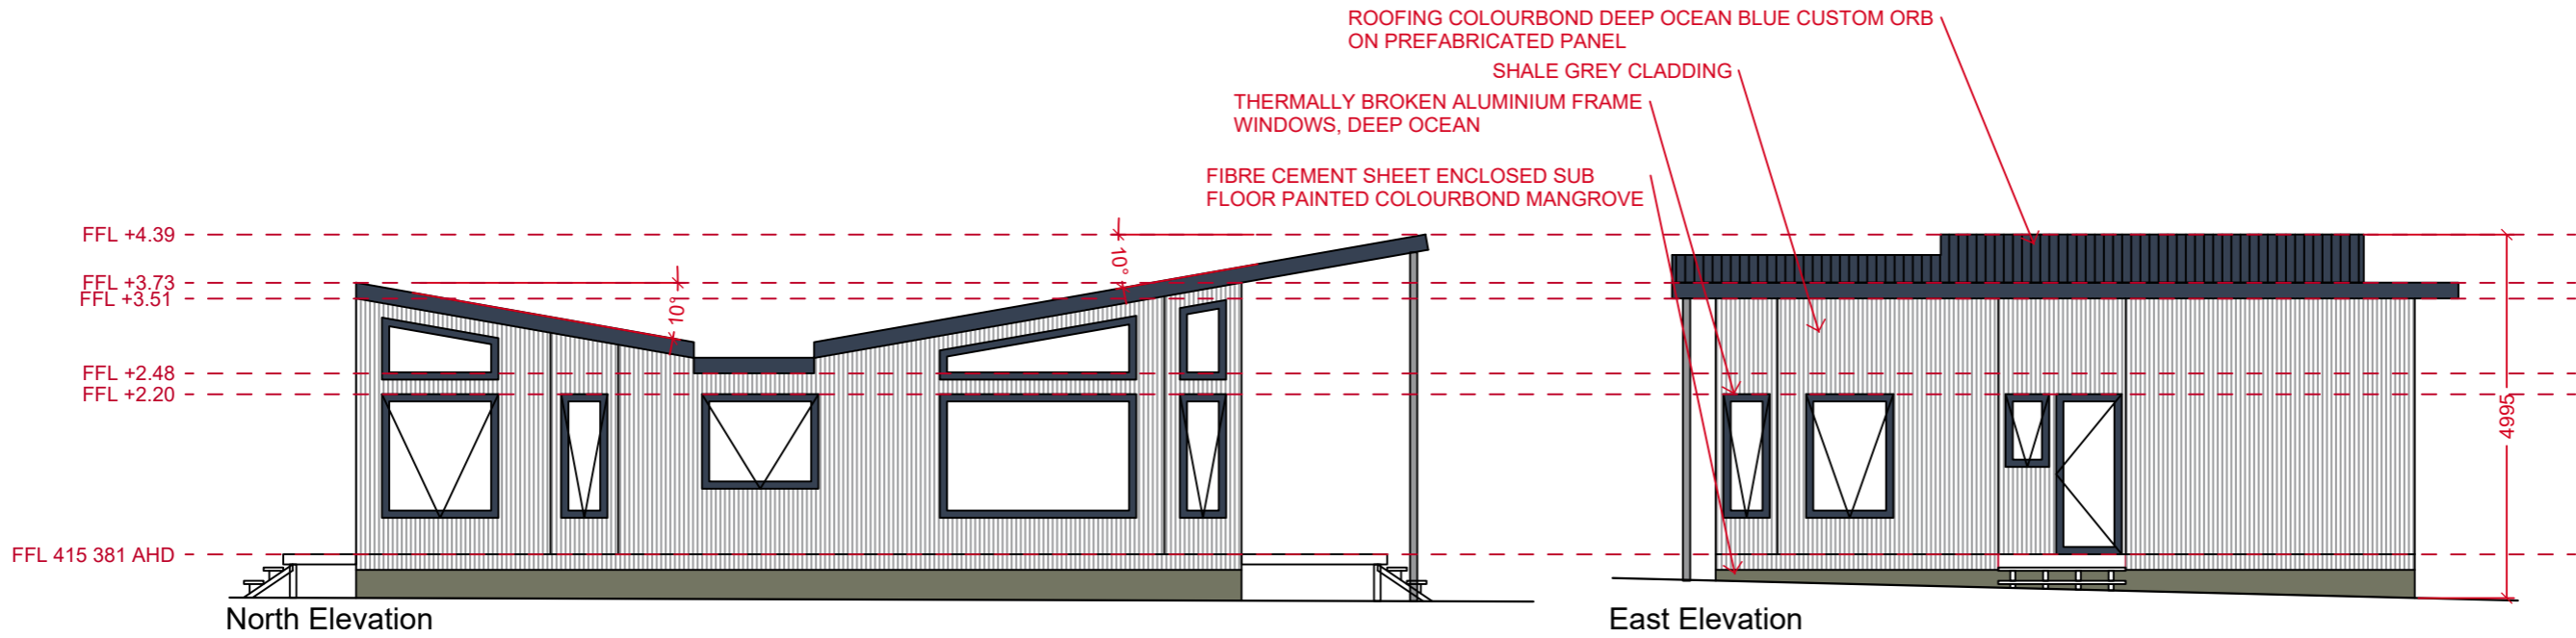 ROOFING COLOURBOND DEEP OCEAN BLUE CUSTOM ORB
ON PREFABRICATED PANEL
SHALE GREY CLADDING
THERMALLY BROKEN ALUMINIUM FRAME
WINDOWS, DEEP OCEAN
FIBRE CEMENT SHEET ENCLOSED SUB
FLOOR PAINTED COLOURBOND MANGROVE
FFL +4.39
FFL +3.73
FFL +3.51
FFL +2.48
FFL +2.20
FFL 415 381 AHD
10°
10°
4995
North Elevation
East Elevation